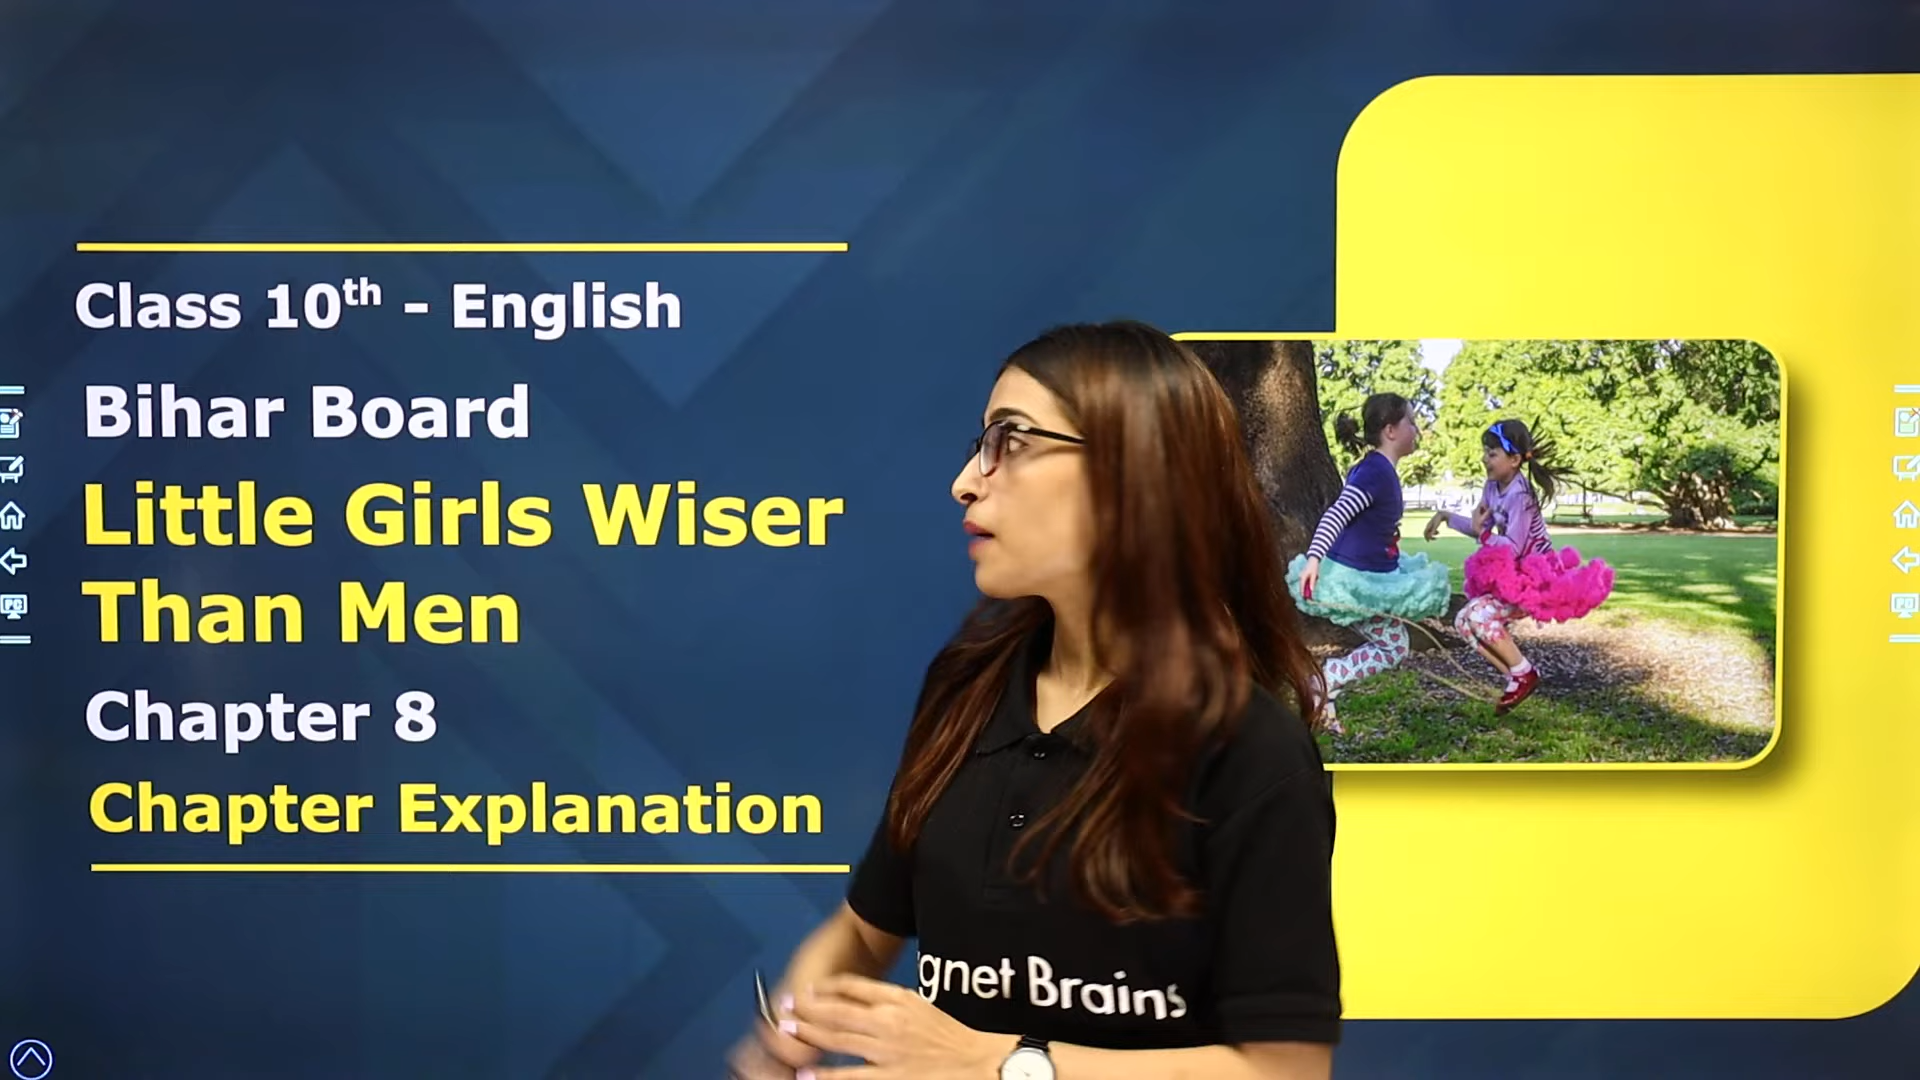 Class 10th - English
Bihar Board
Little Girls Wiser
Than Men
Chapter 8
Chapter Explanation
gnet Brains